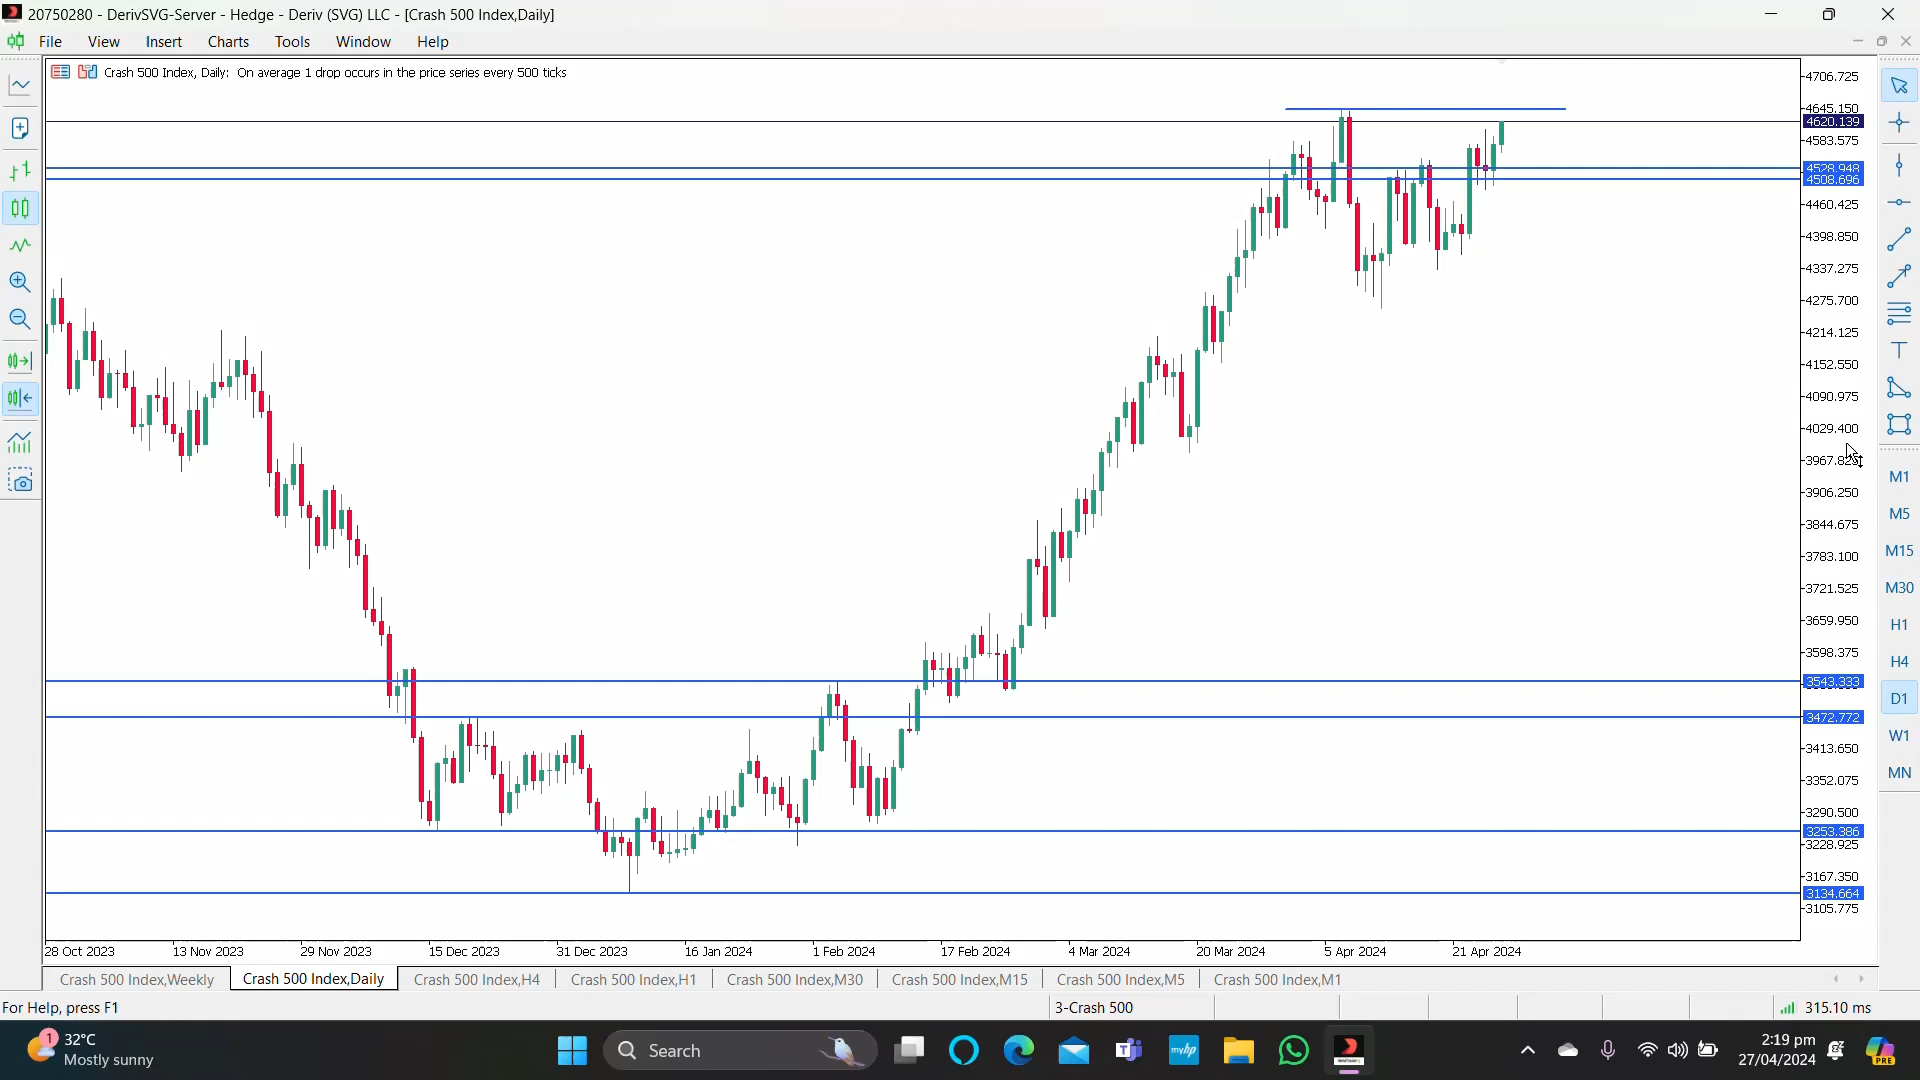 20750280 - DerivSVG-Server - Hedge - Deriv (SVG) LLC - [Crash 500 Index,Daily]
File View Insert Charts Tools Window Help
Crash 500 Index, Daily: On average 1 drop occurs in the price series every 500 ticks
4706.725
4645.150
4620.139
4583.575
4528.948
4508.696
4460.425
4398.850
4337.275
4275.700
4214.125
4152.550
4090.975
4029.400
3967.825
3906.250
3844.675
3783.100
3721.525
3659.950
3598.375
3543.333
3472.772
3413.650
3352.075
3290.500
3253.386
3228.925
3167.350
3134.664
3105.775
M1
M5
M15
M30
H1
H4
D1
W1
MN
28 Oct 2023 13 Nov 2023 29 Nov 2023 15 Dec 2023 31 Dec 2023 16 Jan 2024 1 Feb 2024 17 Feb 2024 4 Mar 2024 20 Mar 2024 5 Apr 2024 21 Apr 2024
Crash 500 Index,Weekly Crash 500 Index,Daily Crash 500 Index,H4 Crash 500 Index,H1 Crash 500 Index,M30 Crash 500 Index,M15 Crash 500 Index,M5 Crash 500 Index,M1
For Help, press F1 3-Crash 500 315.10 ms
1 32°C
Mostly sunny
Search
myhp
2:19 pm
27/04/2024
PRE